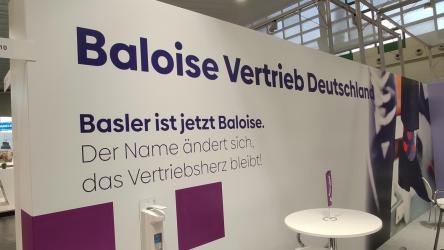 Baloise Vertrieb Deutschland
Basler ist jetzt Baloise.
Der Name ändert sich,
das Vertriebsherz bleibt!